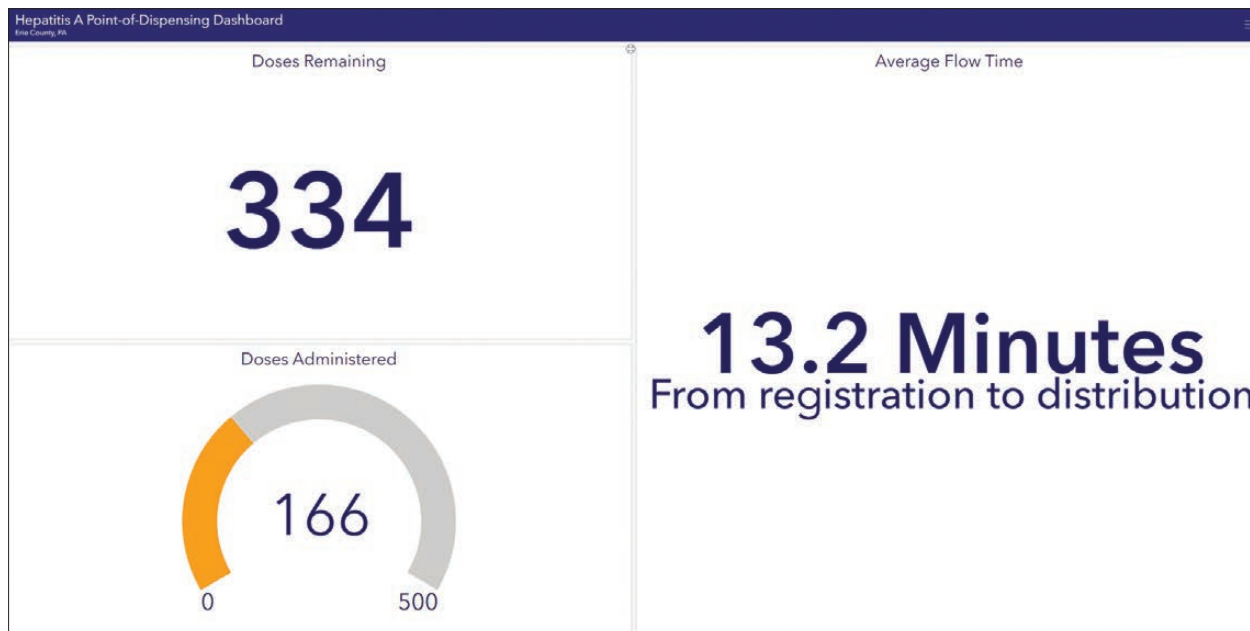 Hepatitis A Point-of-Dispensing Dashboard
Erie County, PA
Doses Remaining
334
Doses Administered
166
0
500
Average Flow Time
13.2 Minutes
From registration to distribution